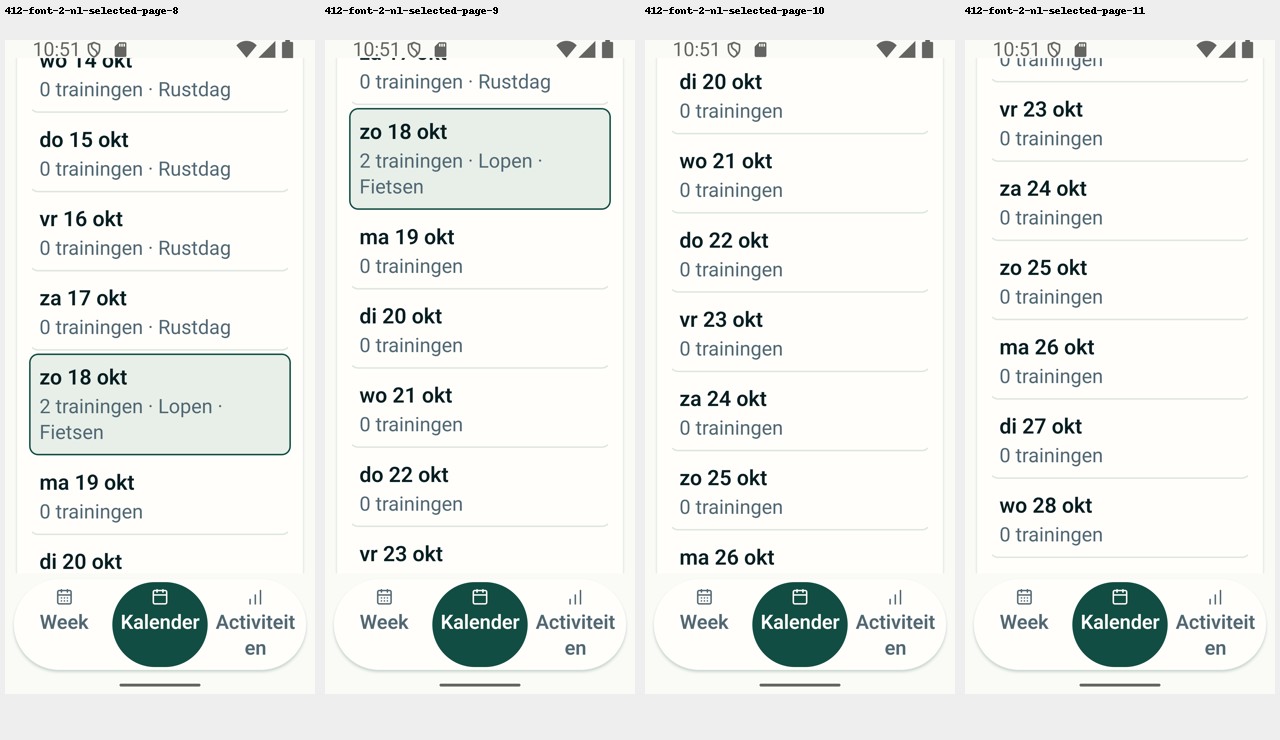 412-font-2-nl-selected-page-8
10:51
wo 14 okt
0 trainingen · Rustdag
do 15 okt
0 trainingen · Rustdag
vr 16 okt
0 trainingen · Rustdag
za 17 okt
0 trainingen · Rustdag
zo 18 okt
2 trainingen · Lopen ·
Fietsen
ma 19 okt
0 trainingen
di 20 okt
Week
Kalender
Activiteit
en
412-font-2-nl-selected-page-9
10:51
za 17 okt
0 trainingen · Rustdag
zo 18 okt
2 trainingen · Lopen ·
Fietsen
ma 19 okt
0 trainingen
di 20 okt
0 trainingen
wo 21 okt
0 trainingen
do 22 okt
0 trainingen
vr 23 okt
Week
Kalender
Activiteit
en
412-font-2-nl-selected-page-10
10:51
di 20 okt
0 trainingen
wo 21 okt
0 trainingen
do 22 okt
0 trainingen
vr 23 okt
0 trainingen
za 24 okt
0 trainingen
zo 25 okt
0 trainingen
ma 26 okt
Week
Kalender
Activiteit
en
412-font-2-nl-selected-page-11
10:51
0 trainingen
vr 23 okt
0 trainingen
za 24 okt
0 trainingen
zo 25 okt
0 trainingen
ma 26 okt
0 trainingen
di 27 okt
0 trainingen
wo 28 okt
0 trainingen
Week
Kalender
Activiteit
en